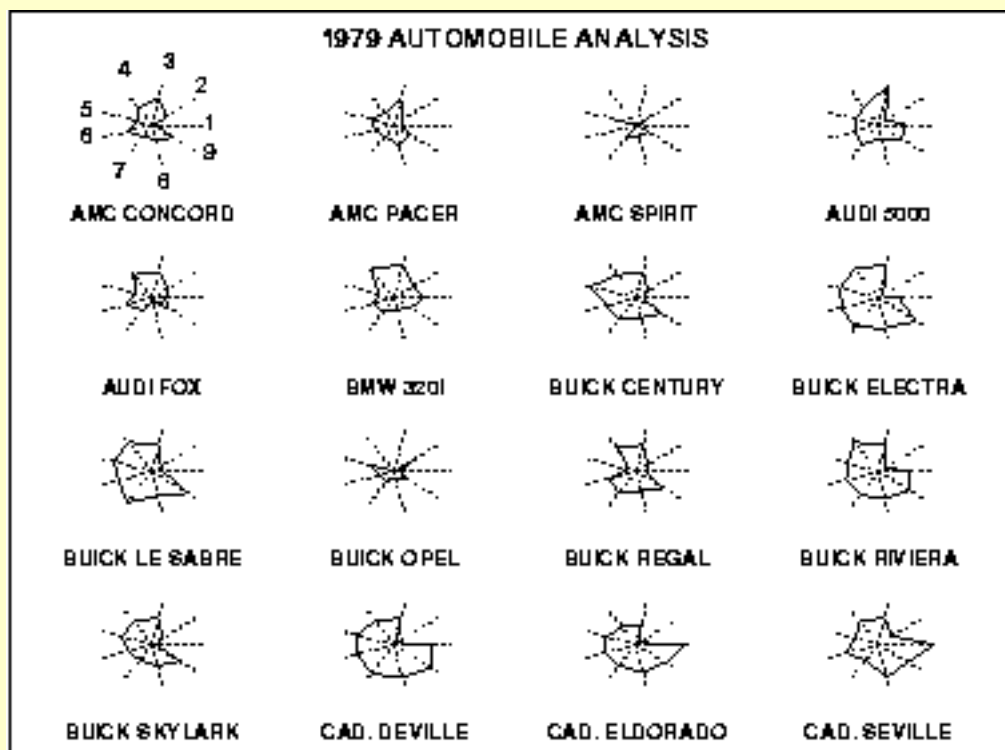 1979 AUTOMOBILE ANALYSIS
3
4
2
5
1
6
9
7
8
AMC CONCORD
AMC PACER
AMC SPIRIT
AUDI 5000
AUDI FOX
BMW 320I
BUICK CENTURY
BUICK ELECTRA
BUICK LE SABRE
BUICK OPEL
BUICK REGAL
BUICK RIVIERA
BUICK SKYLARK
CAD. DEVILLE
CAD. ELDORADO
CAD. SEVILLE